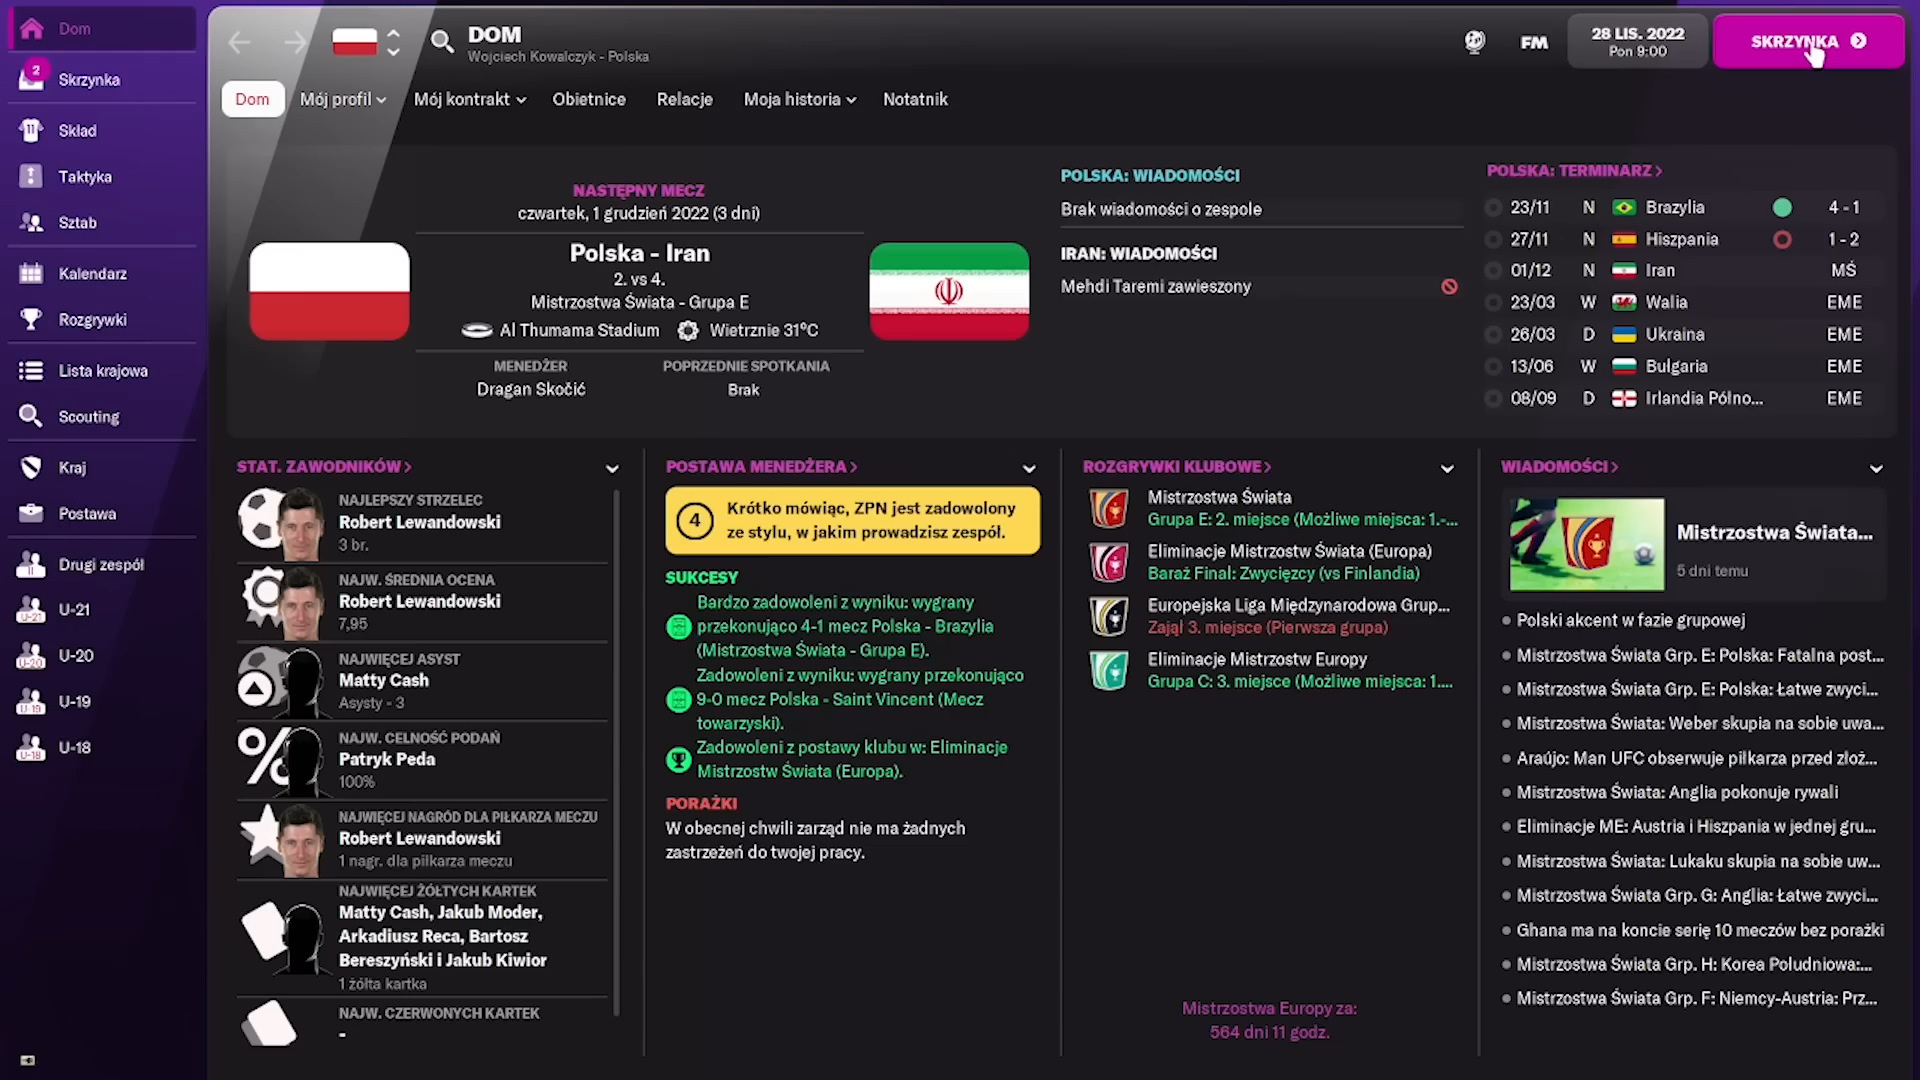 Dom
2
Skrzynka
Skład
Taktyka
Sztab
Kalendarz
Rozgrywki
Lista krajowa
Scouting
Kraj
Postawa
Drugi zespół
U-21
U-20
U-19
U-18
DOM
Wojciech Kowalczyk - Polska
FM
28 LIS. 2022
Pon 9:00
SKRZYNKA
Dom
Mój profil
Mój kontrakt
Obietnice
Relacje
Moja historia
Notatnik
NASTĘPNY MECZ
czwartek, 1 grudzień 2022 (3 dni)
Polska - Iran
2. vs 4.
Mistrzostwa Świata - Grupa E
Al Thumama Stadium Wietrznie 31°C
MENEDŻER
Dragan Skočić
POPRZEDNIE SPOTKANIA
Brak
POLSKA: WIADOMOŚCI
Brak wiadomości o zespole
IRAN: WIADOMOŚCI
Mehdi Taremi zawieszony
POLSKA: TERMINARZ >
23/11 N Brazylia 4 - 1
27/11 N Hiszpania 1 - 2
01/12 N Iran MŚ
23/03 W Walia EME
26/03 D Ukraina EME
13/06 W Bulgaria EME
08/09 D Irlandia Półno... EME
STAT. ZAWODNIKÓW >
NAJLEPSZY STRZELEC
Robert Lewandowski
3 br.
NAJW. ŚREDNIA OCENA
Robert Lewandowski
7,95
NAJWIĘCEJ ASYST
Matty Cash
Asysty - 3
NAJW. CELNOŚĆ PODAŃ
Patryk Peda
100%
NAJWIĘCEJ NAGRÓD DLA PIŁKARZA MECZU
Robert Lewandowski
1 nagr. dla piłkarza meczu
NAJWIĘCEJ ŻÓŁTYCH KARTEK
Matty Cash, Jakub Moder,
Arkadiusz Reca, Bartosz
Bereszyński i Jakub Kiwior
1 żółta kartka
NAJW. CZERWONYCH KARTEK
-
POSTAWA MENEDŻERA >
4
Krótko mówiąc, ZPN jest zadowolony
ze stylu, w jakim prowadzisz zespół.
SUKCESY
Bardzo zadowoleni z wyniku: wygrany
przekonująco 4-1 mecz Polska - Brazylia
(Mistrzostwa Świata - Grupa E).
Zadowoleni z wyniku: wygrany przekonująco
9-0 mecz Polska - Saint Vincent (Mecz
towarzyski).
Zadowoleni z postawy klubu w: Eliminacje
Mistrzostw Świata (Europa).
PORAŻKI
W obecnej chwili zarząd nie ma żadnych
zastrzeżeń do twojej pracy.
ROZGRYWKI KLUBOWE >
Mistrzostwa Świata
Grupa E: 2. miejsce (Możliwe miejsca: 1.-...
Eliminacje Mistrzostw Świata (Europa)
Baraż Finał: Zwycięzcy (vs Finlandia)
Europejska Liga Międzynarodowa Grup...
Zajął 3. miejsce (Pierwsza grupa)
Eliminacje Mistrzostw Europy
Grupa C: 3. miejsce (Możliwe miejsca: 1....
Mistrzostwa Europy za:
564 dni 11 godz.
WIADOMOŚCI >
Mistrzostwa Świata...
5 dni temu
Polski akcent w fazie grupowej
Mistrzostwa Świata Grp. E: Polska: Fatalna post...
Mistrzostwa Świata Grp. E: Polska: Łatwe zwyci...
Mistrzostwa Świata: Weber skupia na sobie uwa...
Araújo: Man UFC obserwuje piłkarza przed złoż...
Mistrzostwa Świata: Anglia pokonuje rywali
Eliminacje ME: Austria i Hiszpania w jednej gru...
Mistrzostwa Świata: Lukaku skupia na sobie uw...
Mistrzostwa Świata Grp. G: Anglia: Łatwe zwyci...
Ghana ma na koncie serię 10 meczów bez porażki
Mistrzostwa Świata Grp. H: Korea Południowa:...
Mistrzostwa Świata Grp. F: Niemcy-Austria: Prz...